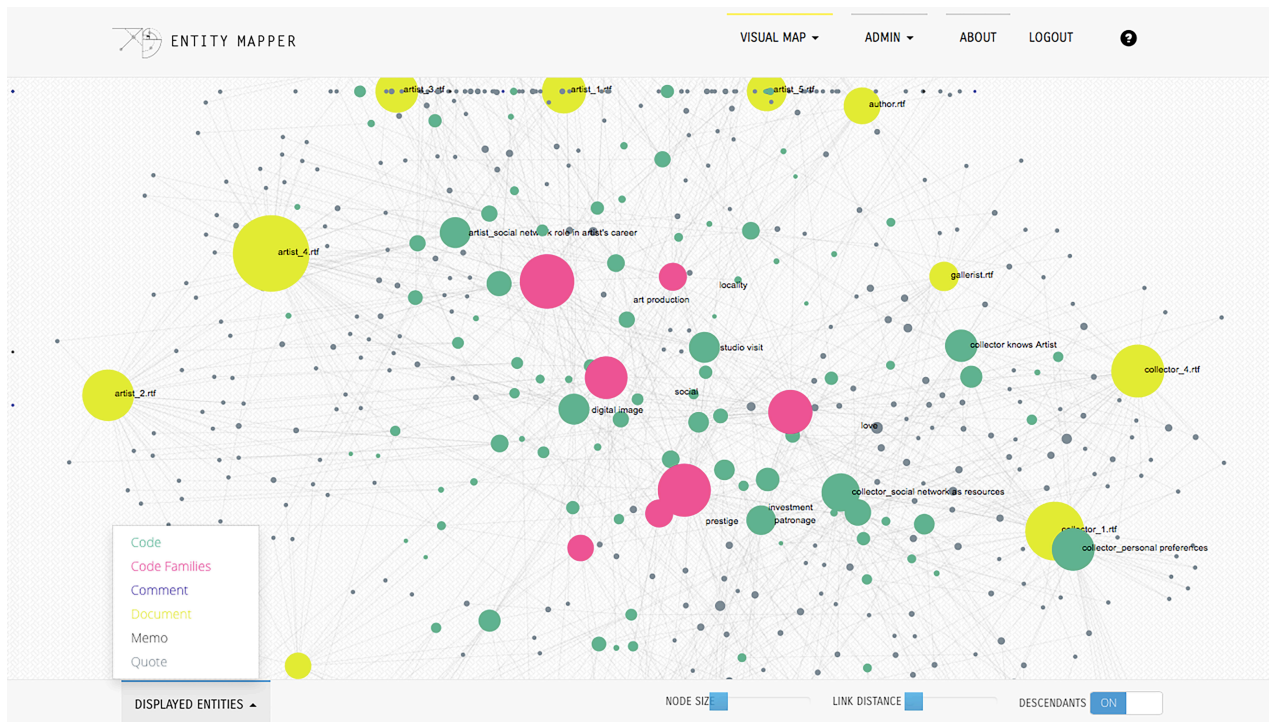 ENTITY MAPPER
VISUAL MAP
ADMIN
ABOUT
LOGOUT
?
artist_3.rtf
artist_1.rtf
artist_5.rtf
author.rtf
artist_social network role in artist's career
artist_4.rtf
gallerist.rtf
locality
art production
studio visit
collector knows Artist
collector_4.rtf
artist_2.rtf
social
digital image
love
collector_social network as resources
investment
prestige
patronage
collector_1.rtf
collector_personal preferences
Code
Code Families
Comment
Document
Memo
Quote
DISPLAYED ENTITIES
NODE SIZE
LINK DISTANCE
DESCENDANTS
ON